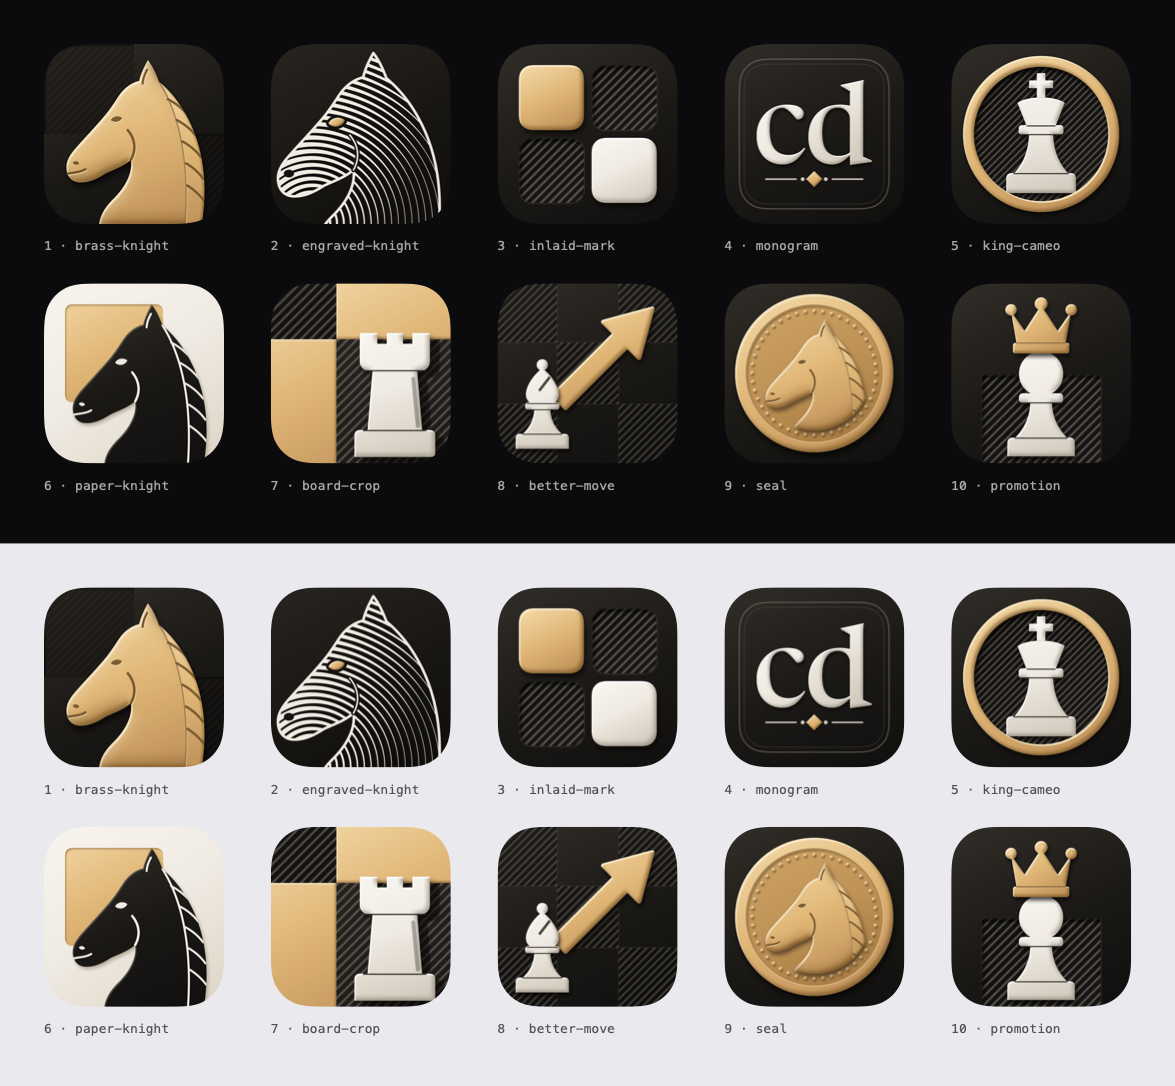 cd
1 · brass—knight
2 · engraved—knight
3 · inlaid—mark
4 · monogram
5 · king—cameo
6 · paper—knight
7 · board—crop
8 · better—move
9 · seal
10 · promotion
cd
1 · brass—knight
2 · engraved—knight
3 · inlaid—mark
4 · monogram
5 · king—cameo
6 · paper—knight
7 · board—crop
8 · better—move
9 · seal
10 · promotion